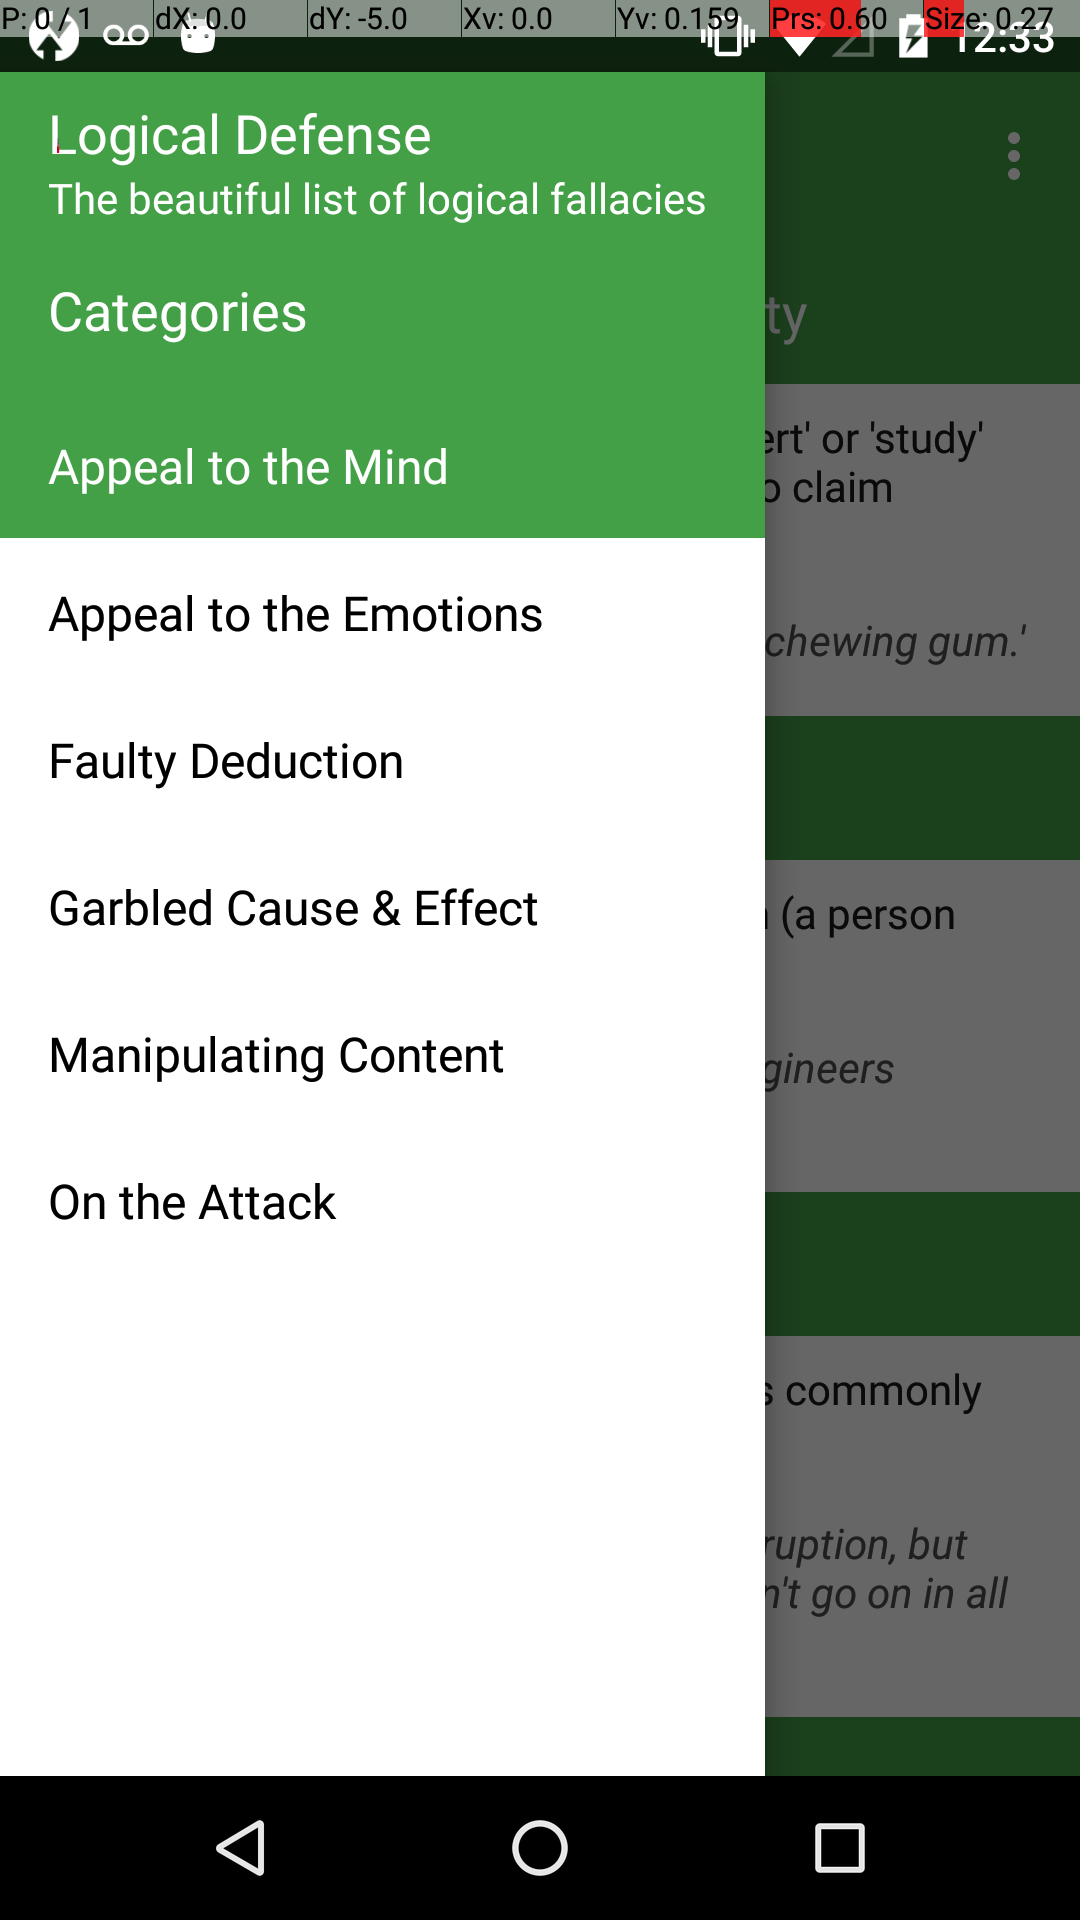 P: 0 / 1 dX: 0.0 dY: -5.0 Xv: 0.0 Yv: 0.159 Prs: 0.60 Size: 0.27
12:33
Logical Defense
The beautiful list of logical fallacies
Categories
ty
Appeal to the Mind
ert' or 'study'
o claim
Appeal to the Emotions
chewing gum.'
Faulty Deduction
Garbled Cause & Effect
(a person
Manipulating Content
gineers
On the Attack
s commonly
ruption, but
n't go on in all